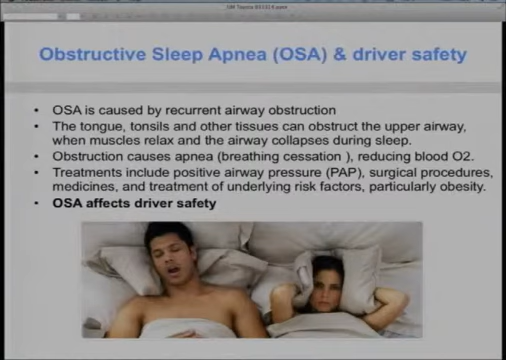 Obstructive Sleep Apnea (OSA) & driver safety
• OSA is caused by recurrent airway obstruction
• The tongue, tonsils and other tissues can obstruct the upper airway,
when muscles relax and the airway collapses during sleep.
• Obstruction causes apnea (breathing cessation ), reducing blood O2.
• Treatments include positive airway pressure (PAP), surgical procedures,
medicines, and treatment of underlying risk factors, particularly obesity.
• OSA affects driver safety